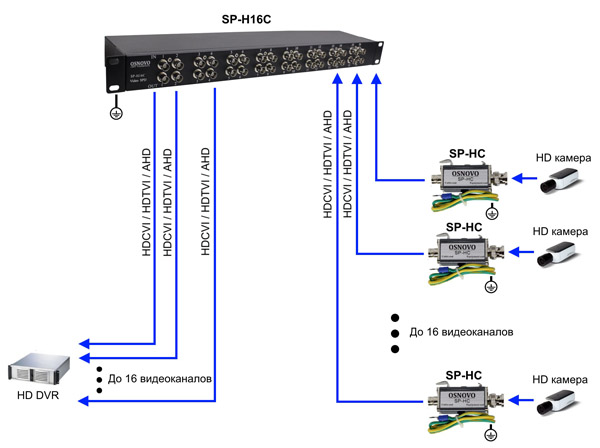 SP-H16C
OSNOVO
IN
OUT
HDCVI / HDTVI / AHD
HDCVI / HDTVI / AHD
HDCVI / HDTVI / AHD
HDCVI / HDTVI / AHD
HDCVI / HDTVI / AHD
SP-HC
HD камера
OSNOVO
SP-HC
SP-HC
HD камера
OSNOVO
SP-HC
До 16 видеоканалов
SP-HC
HD камера
OSNOVO
SP-HC
До 16 видеоканалов
HD DVR